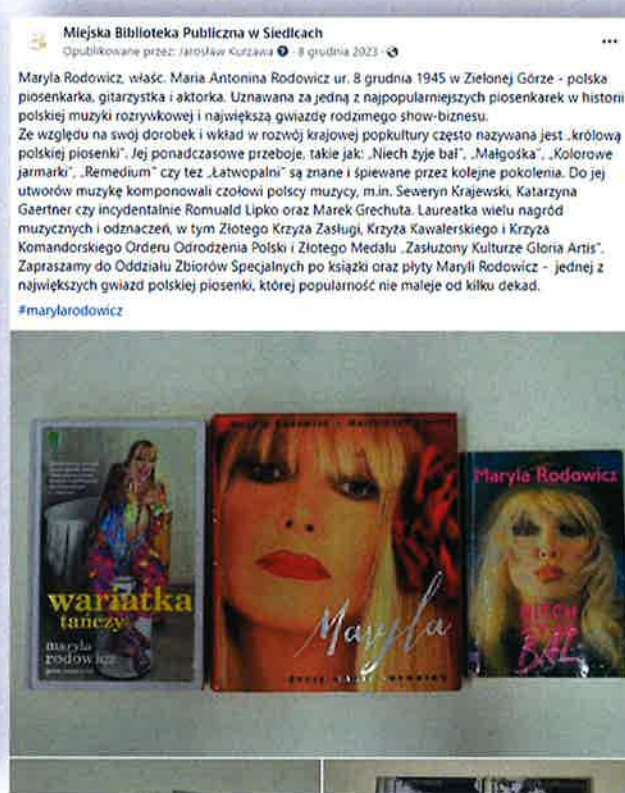 Miejska Biblioteka Publiczna w Siedlcach
Opublikowane przez: Jarosław Kurzawa · 8 grudnia 2023 ·
Maryla Rodowicz, właśc. Maria Antonina Rodowicz ur. 8 grudnia 1945 w Zielonej Górze - polska
piosenkarka, gitarzystka i aktorka. Uznawana za jedną z najpopularniejszych piosenkarek w historii
polskiej muzyki rozrywkowej i największą gwiazdę rodzimego show-biznesu.
Ze względu na swój dorobek i wkład w rozwój krajowej popkultury często nazywana jest „królową
polskiej piosenki”. Jej ponadczasowe przeboje, takie jak: „Niech żyje bal”, „Małgośka”, „Kolorowe
jarmarki”, „Remedium” czy też „Łatwopalni” są znane i śpiewane przez kolejne pokolenia. Do jej
utworów muzykę komponowali czołowi polscy muzycy, m.in. Seweryn Krajewski, Katarzyna
Gaertner czy incydentalnie Romuald Lipko oraz Marek Grechuta. Laureatka wielu nagród
muzycznych i odznaczeń, w tym Złotego Krzyża Zasługi, Krzyża Kawalerskiego i Krzyża
Komandorskiego Orderu Odrodzenia Polski i Złotego Medalu „Zasłużony Kulturze Gloria Artis”.
Zapraszamy do Oddziału Zbiorów Specjalnych po książki oraz płyty Maryli Rodowicz - jednej z
największych gwiazd polskiej piosenki, której popularność nie maleje od kilku dekad.
#marylarodowicz
wariatka
tańczy
maryla
rodowicz
Maryla
Maryla Rodowicz
NIECH
BAL